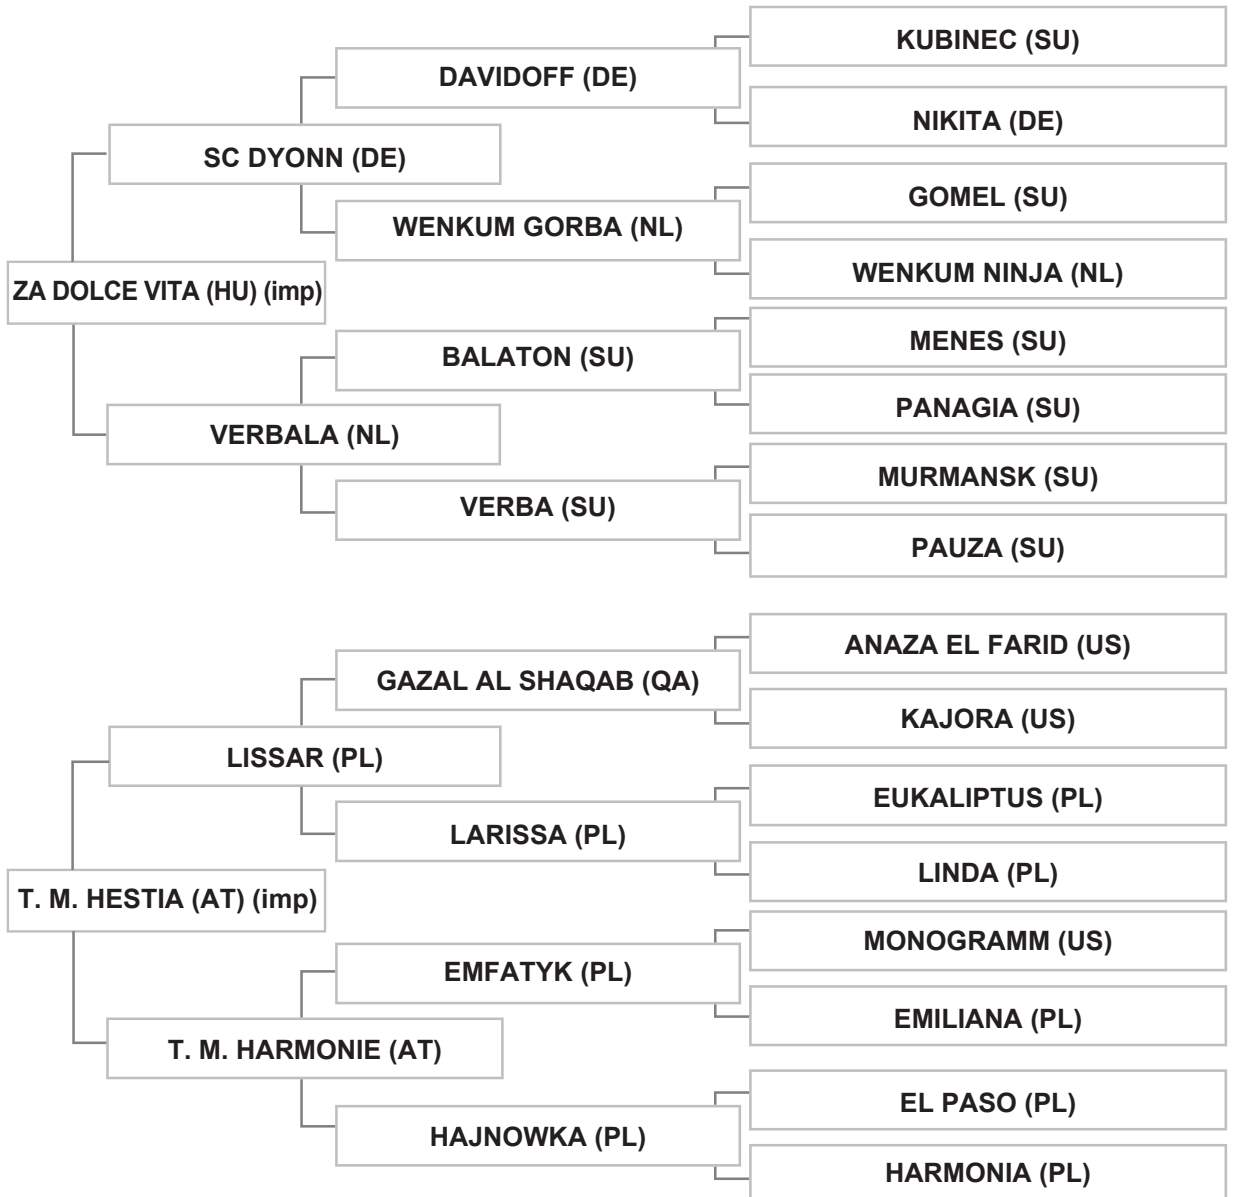 KUBINEC (SU)
DAVIDOFF (DE)
NIKITA (DE)
SC DYONN (DE)
GOMEL (SU)
WENKUM GORBA (NL)
WENKUM NINJA (NL)
ZA DOLCE VITA (HU) (imp)
MENES (SU)
BALATON (SU)
PANAGIA (SU)
VERBALA (NL)
MURMANSK (SU)
VERBA (SU)
PAUZA (SU)
ANAZA EL FARID (US)
GAZAL AL SHAQAB (QA)
KAJORA (US)
LISSAR (PL)
EUKALIPTUS (PL)
LARISSA (PL)
LINDA (PL)
T. M. HESTIA (AT) (imp)
MONOGRAMM (US)
EMFATYK (PL)
EMILIANA (PL)
T. M. HARMONIE (AT)
EL PASO (PL)
HAJNOWKA (PL)
HARMONIA (PL)